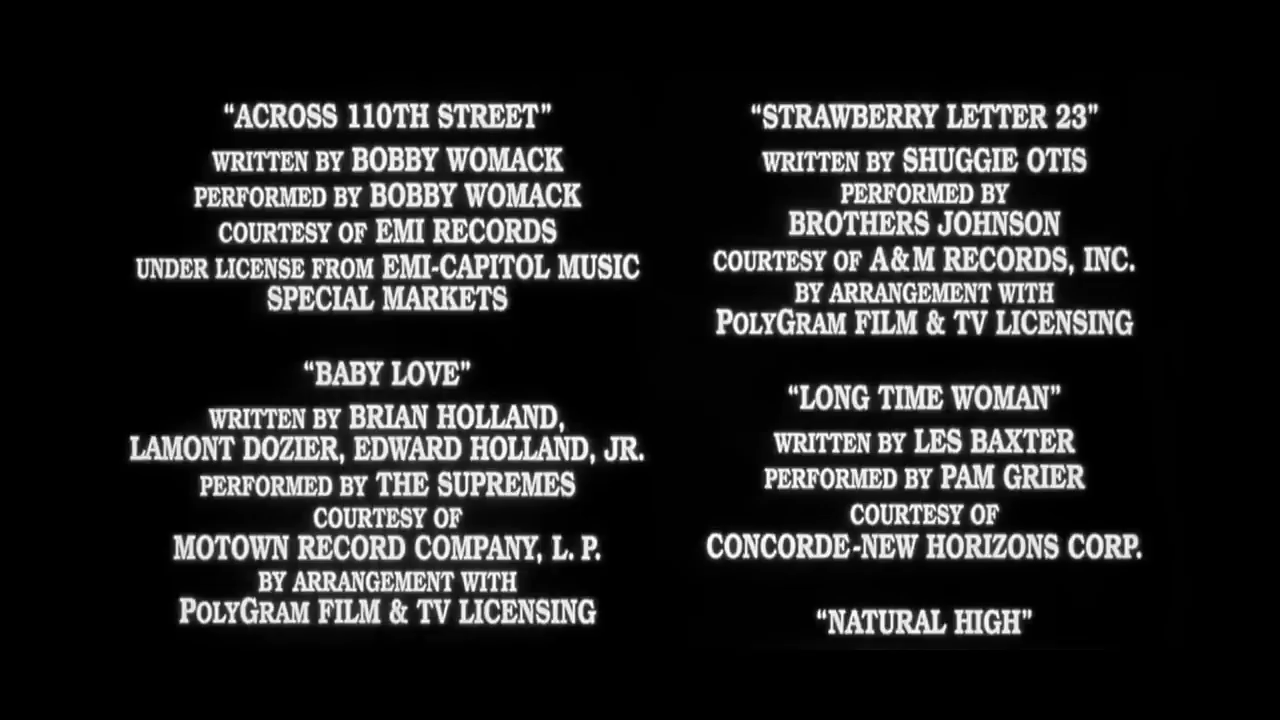 “ACROSS 110TH STREET”
WRITTEN BY BOBBY WOMACK
PERFORMED BY BOBBY WOMACK
COURTESY OF EMI RECORDS
UNDER LICENSE FROM EMI-CAPITOL MUSIC
SPECIAL MARKETS
“BABY LOVE”
WRITTEN BY BRIAN HOLLAND,
LAMONT DOZIER, EDWARD HOLLAND, JR.
PERFORMED BY THE SUPREMES
COURTESY OF
MOTOWN RECORD COMPANY, L. P.
BY ARRANGEMENT WITH
POLYGRAM FILM & TV LICENSING
“STRAWBERRY LETTER 23”
WRITTEN BY SHUGGIE OTIS
PERFORMED BY
BROTHERS JOHNSON
COURTESY OF A&M RECORDS, INC.
BY ARRANGEMENT WITH
POLYGRAM FILM & TV LICENSING
“LONG TIME WOMAN”
WRITTEN BY LES BAXTER
PERFORMED BY PAM GRIER
COURTESY OF
CONCORDE-NEW HORIZONS CORP.
“NATURAL HIGH”